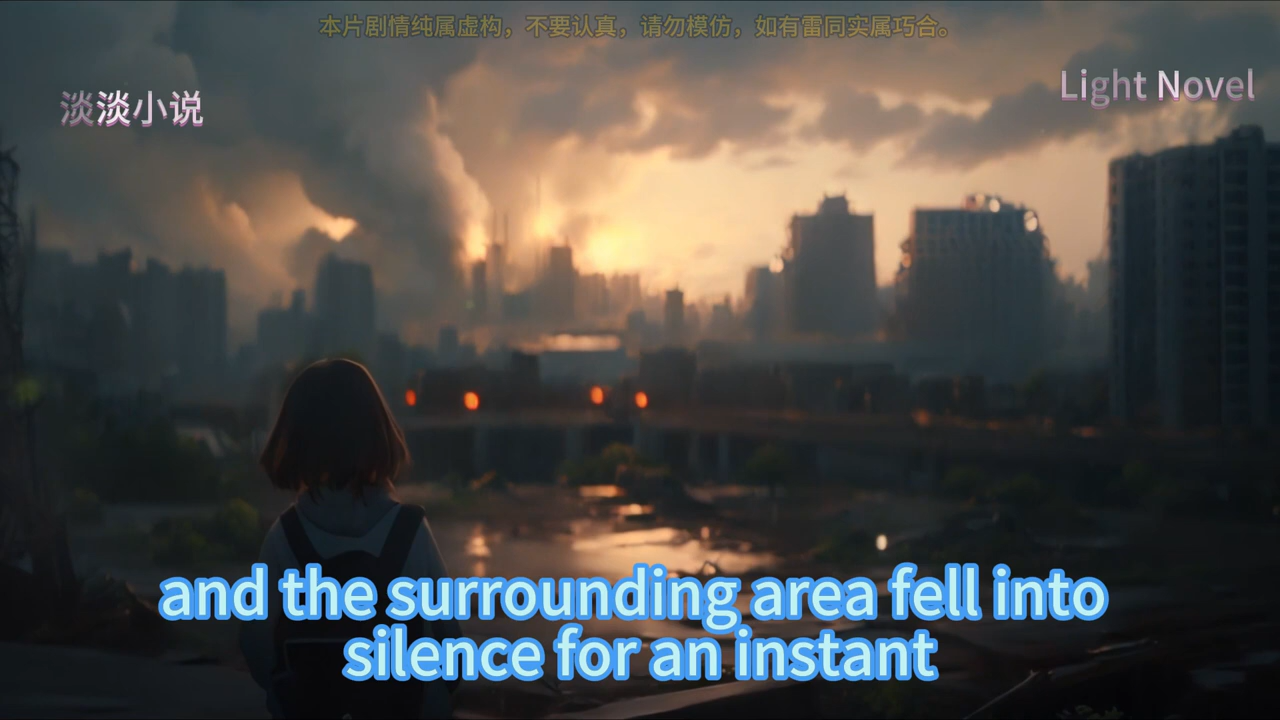 本片剧情纯属虚构，不要认真，请勿模仿，如有雷同实属巧合。
淡淡小说
Light Novel
and the surrounding area fell into
silence for an instant